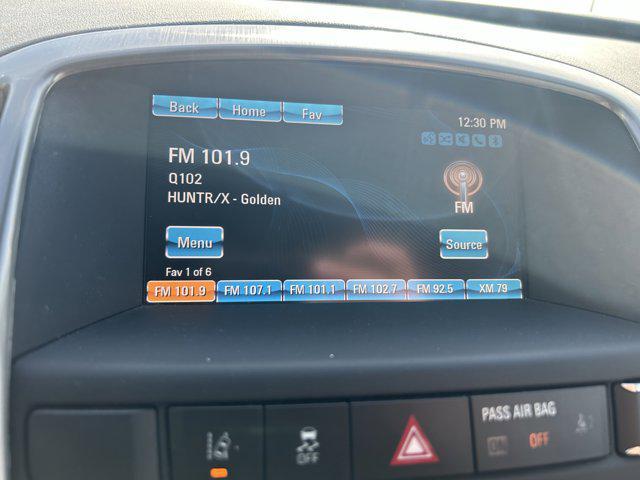 Back Home Fav
12:30 PM
FM 101.9
Q102
HUNTR/X - Golden
FM
Menu
Source
Fav 1 of 6
FM 101.9 FM 107.1 FM 101.1 FM 102.7 FM 92.5 XM 79
PASS AIR BAG
ON OFF
OFF